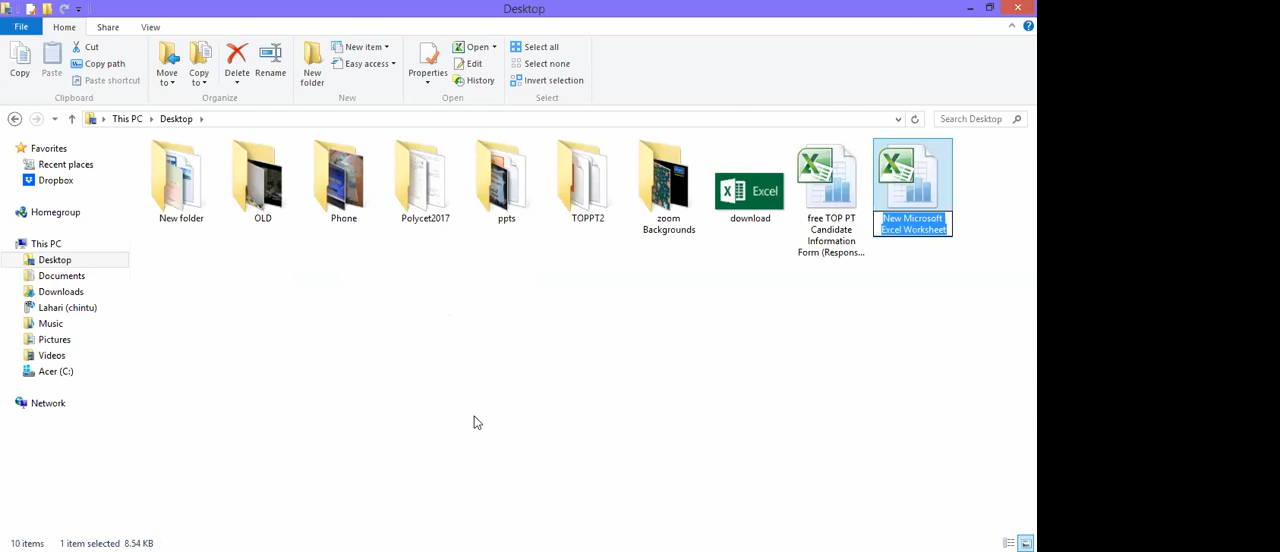 Desktop
File
Home
Share
View
Copy
Paste
Cut
Copy path
Paste shortcut
Clipboard
Move
to
Copy
to
Delete
Rename
Organize
New
folder
New item
Easy access
New
Properties
Open
Edit
History
Open
Select all
Select none
Invert selection
Select
This PC
Desktop
Search Desktop
Favorites
Recent places
Dropbox
Homegroup
This PC
Desktop
Documents
Downloads
Lahari (chintu)
Music
Pictures
Videos
Acer (C:)
Network
New folder
OLD
Phone
Polycet2017
ppts
TOPPT2
zoom
Backgrounds
Excel
download
free TOP PT
Candidate
Information
Form (Respons...
New Microsoft
Excel Worksheet
10 items
1 item selected 8.54 KB